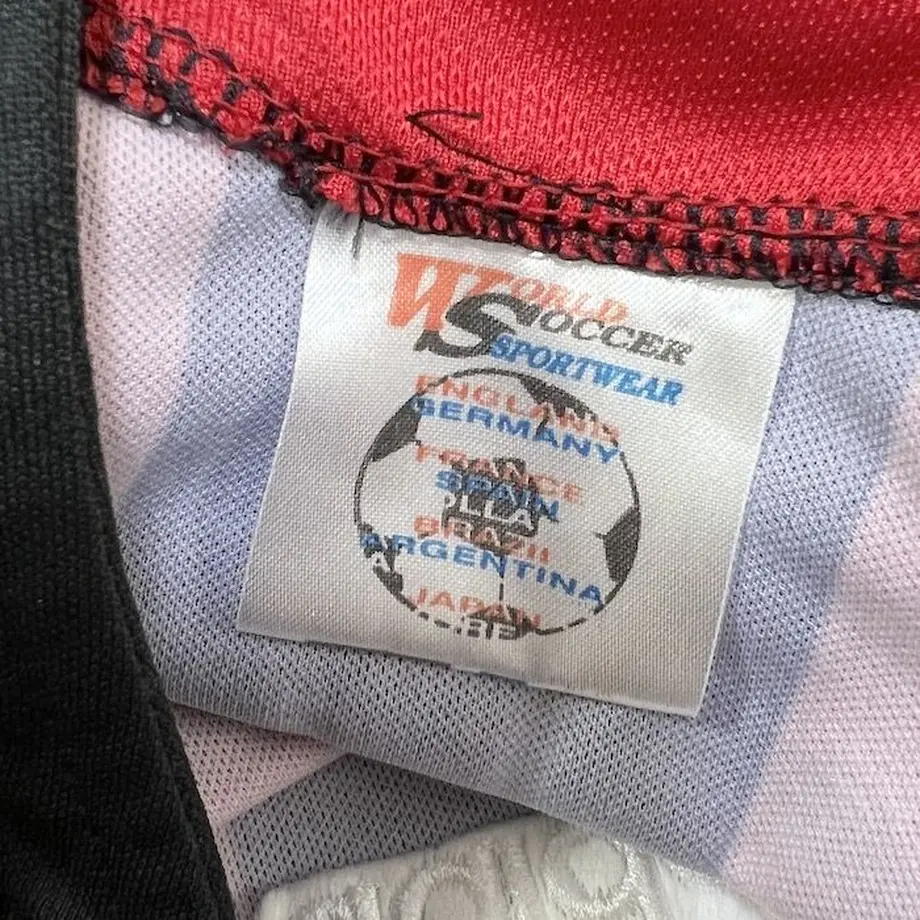 WORLD
SOCCER
SPORTWEAR
ENGLAND
GERMANY
FRANCE
SPAIN
BRAZIL
ARGENTINA
JAPAN